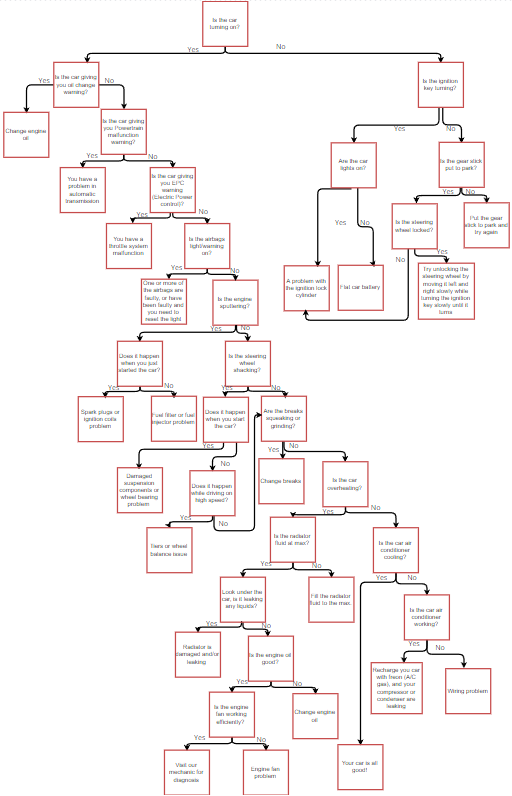 Is the car
turning on?
Yes
No
Is the car giving
you oil change
warning?
Is the ignition
key turning?
Yes
No
Yes
No
Change engine
oil
Is the car giving
you Powertrain
malfunction
warning?
Are the car
lights on?
Is the gear stick
put to park?
Yes
No
Yes
No
You have a
problem in
automatic
transmission
Is the car giving
you EPC
warning
(Electric Power
control)?
Is the steering
wheel locked?
Put the gear
stick to park and
try again
Yes
No
Yes
No
No
Yes
You have a
throttle system
malfunction
Is the airbags
light/warning
on?
A problem with
the ignition lock
cylinder
Flat car battery
Try unlocking the
steering wheel by
moving it left and
right slowly while
turning the ignition
key slowly until it
turns
Yes
No
One or more of
the airbags are
faulty, or have
been faulty and
you need to
reset the light
Is the engine
sputtering?
Yes
No
Does it happen
when you just
started the car?
Is the steering
wheel
shacking?
Yes
No
Yes
No
Spark plugs or
ignition coils
problem
Fuel filler or fuel
injector problem
Does it happen
when you start
the car?
Are the breaks
squeaking or
grinding?
Yes
No
Yes
No
Damaged
suspension
components or
wheel bearing
problem
Does it happen
while driving on
high speed?
Change breaks
Is the car
overheating?
Yes
No
Yes
No
Tiers or wheel
balance issue
Is the radiator
fluid at max?
Is the car air
conditioner
cooling?
Yes
No
Yes
No
Look under the
car, is it leaking
any liquids?
Fill the radiator
fluid to the max.
Is the car air
conditioner
working?
Yes
No
Yes
No
Radiator is
damaged and/or
leaking
Is the engine oil
good?
Recharge you car
with freon (A/C
gas), and your
compressor or
condenser are
leaking
Wiring problem
Yes
No
Is the engine
fan working
efficiently?
Change engine
oil
Yes
No
Visit our
mechanic for
diagnosis
Engine fan
problem
Your car is all
good!